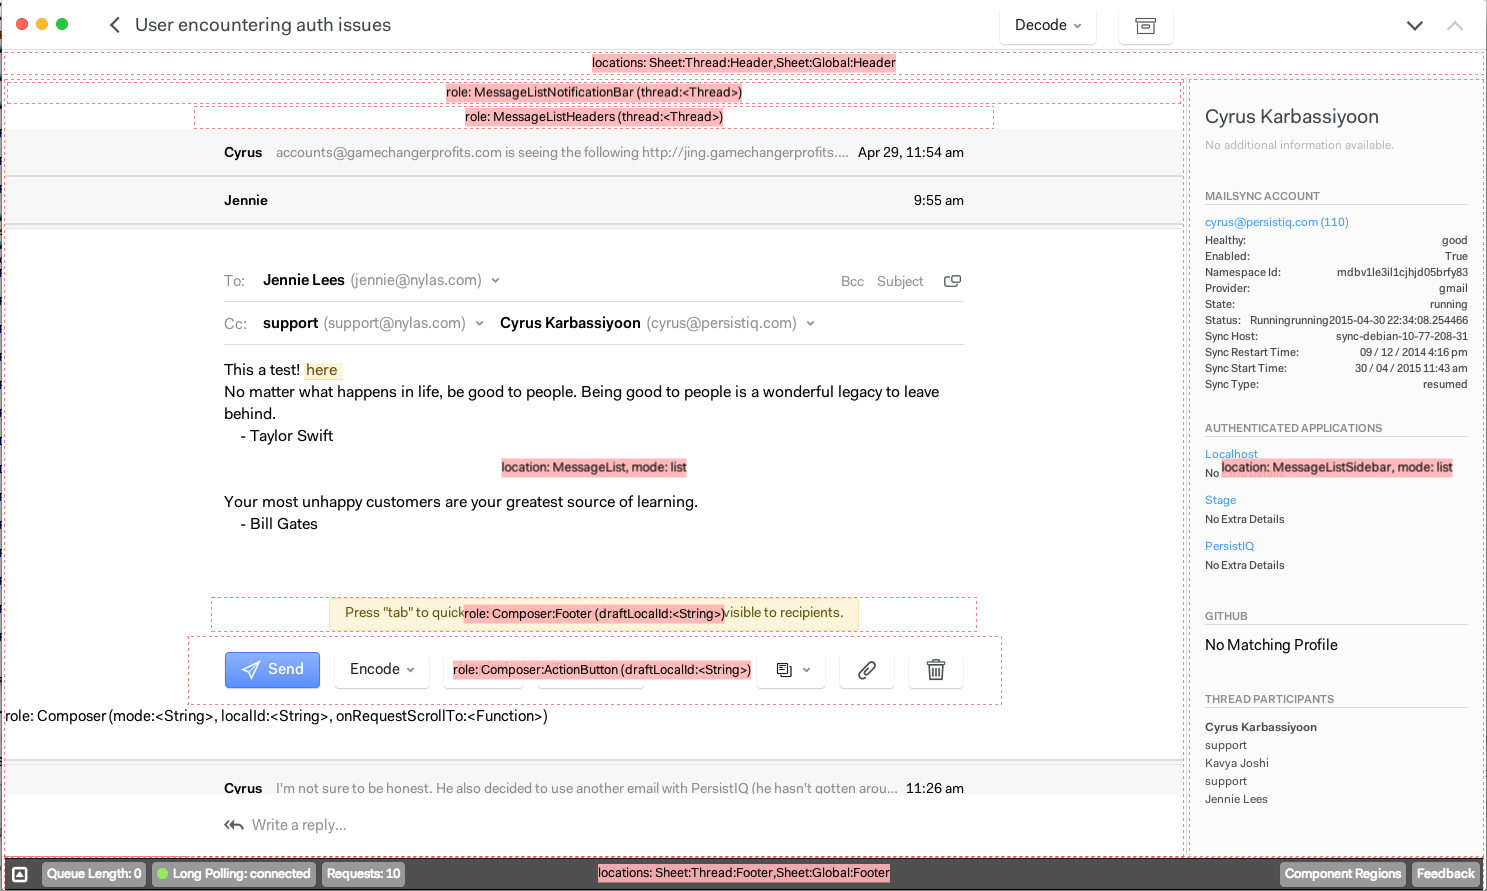 User encountering auth issues
Decode
locations: Sheet:Thread:Header,Sheet:Global:Header
role: MessageListNotificationBar (thread:<Thread>)
role: MessageListHeaders (thread:<Thread>)
Cyrus accounts@gamechangerprofits.com is seeing the following http://jing.gamechangerprofits.... Apr 29, 11:54 am
Jennie 9:55 am
To: Jennie Lees (jennie@nylas.com) Bcc Subject
Cc: support (support@nylas.com) Cyrus Karbassiyoon (cyrus@persistiq.com)
This a test! here
No matter what happens in life, be good to people. Being good to people is a wonderful legacy to leave
behind.
- Taylor Swift
location: MessageList, mode: list
Your most unhappy customers are your greatest source of learning.
- Bill Gates
Press "tab" to quick
role: Composer:Footer (draftLocalId:<String>)
visible to recipients.
Send
Encode
role: Composer:ActionButton (draftLocalId:<String>)
role: Composer (mode:<String>, localId:<String>, onRequestScrollTo:<Function>)
Cyrus I'm not sure to be honest. He also decided to use another email with PersistIQ (he hasn't gotten arou... 11:26 am
Write a reply...
Cyrus Karbassiyoon
No additional information available.
MAILSYNC ACCOUNT
cyrus@persistiq.com (110)
Healthy: good
Enabled: True
Namespace Id: mdbv1le3il1cjhjd05brfy83
Provider: gmail
State: running
Status: Runningrunning2015-04-30 22:34:08.254466
Sync Host: sync-debian-10-77-208-31
Sync Restart Time: 09 / 12 / 2014 4:16 pm
Sync Start Time: 30 / 04 / 2015 11:43 am
Sync Type: resumed
AUTHENTICATED APPLICATIONS
Localhost
No
location: MessageListSidebar, mode: list
Stage
No Extra Details
PersistIQ
No Extra Details
GITHUB
No Matching Profile
THREAD PARTICIPANTS
Cyrus Karbassiyoon
support
Kavya Joshi
support
Jennie Lees
Queue Length: 0 Long Polling: connected Requests: 10
locations: Sheet:Thread:Footer,Sheet:Global:Footer
Component Regions Feedback